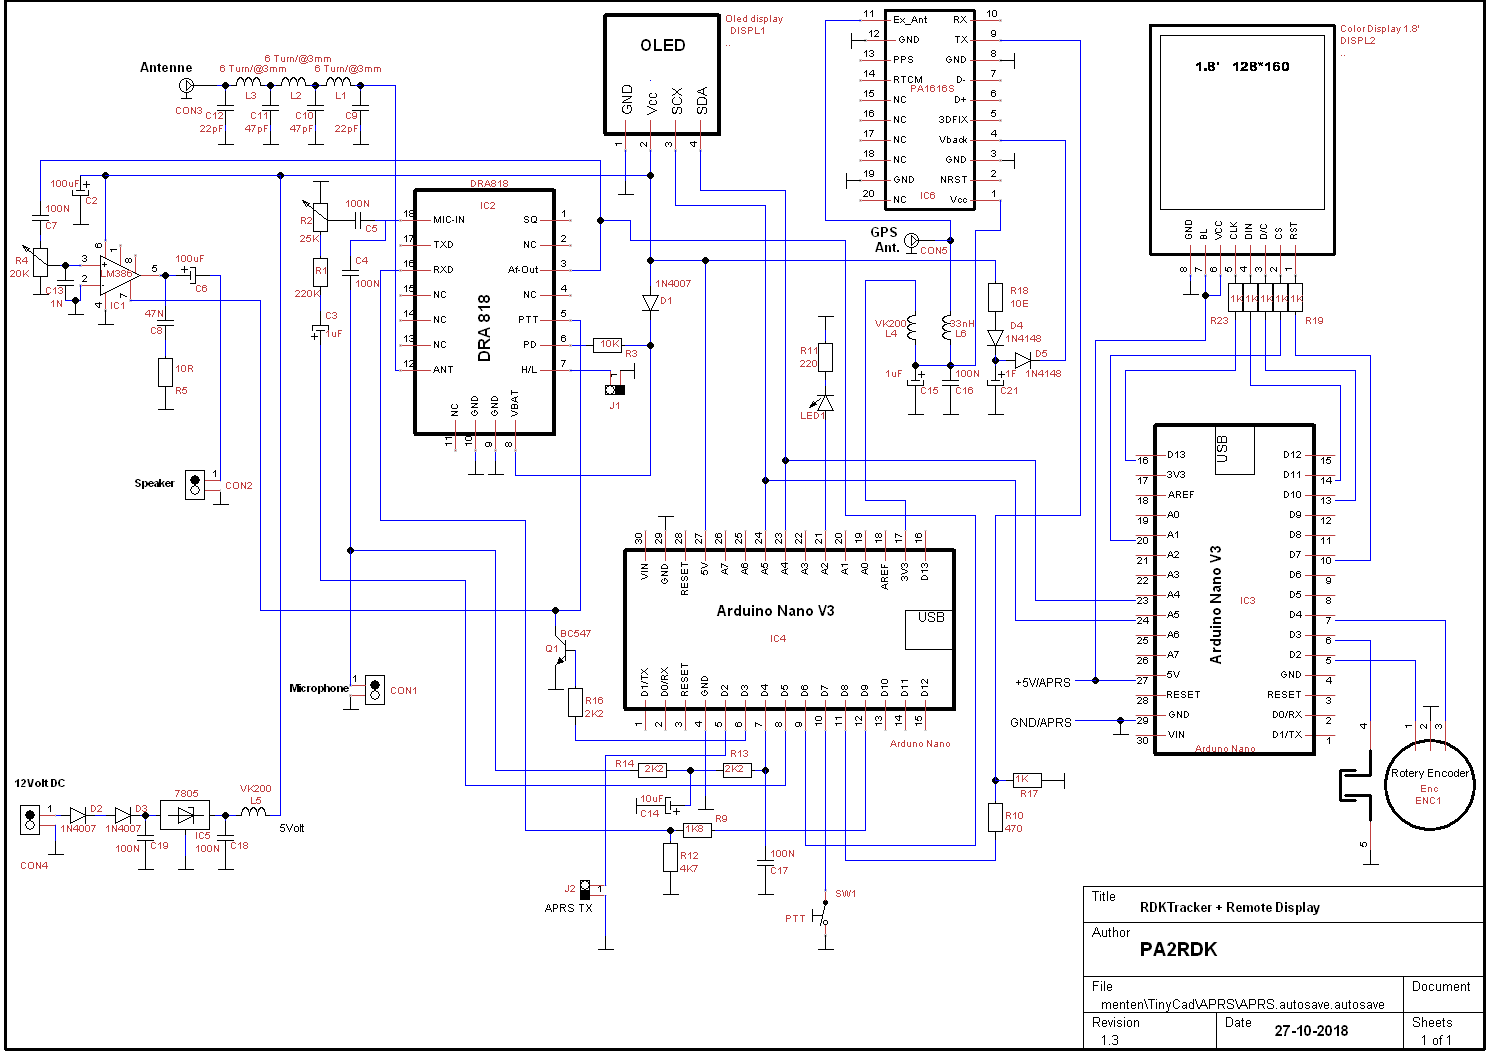 Antenne
6 Turn/@3mm
6 Turn/@3mm
6 Turn/@3mm
L3
L2
L1
CON3
C12
22pF
C11
47pF
C10
47pF
C9
22pF
OLED
Oled display
DISPL1
..
GND
Vcc
SCX
SDA
1
2
3
4
11
Ex_Ant
RX
10
12
GND
TX
9
13
PPS
GND
8
14
RTCM
D-
7
PA1616S
15
NC
D+
6
16
NC
3DFIX
5
17
NC
Vback
4
18
NC
GND
3
19
GND
NRST
2
20
NC
IC6
Vcc
1
Color Display 1.8'
DISPL2
..
1.8' 128*160
GND
BL
VCC
CLK
DIN
D/C
CS
RST
8
7
6
5
4
3
2
1
1K
1K
1K
1K
1K
R23
R19
100uF
C2
100N
C7
R4
20K
C13
1N
LM386
IC1
3
2
6
1
8
5
7
4
100uF
C6
47N
C8
10R
R5
R2
25K
100N
C5
R1
220K
C4
100N
C3
1uF
DRA818
IC2
DRA 818
18
MIC-IN
17
TXD
16
RXD
15
NC
14
NC
13
NC
12
ANT
SQ
1
NC
2
Af-Out
3
NC
4
PTT
5
PD
6
H/L
7
NC
GND
GND
VBAT
11
10
9
8
1N4007
D1
10K
R3
1
J1
GPS
Ant.
CON5
VK200
L4
33nH
L6
R18
10E
D4
1N4148
D5
1N4148
1uF
C15
100N
C16
1F
C21
R11
220
LED1
Speaker
1
CON2
Microphone
1
CON1
30
29
28
27
26
25
24
23
22
21
20
19
18
17
16
VIN
GND
RESET
5V
A7
A6
A5
A4
A3
A2
A1
A0
AREF
3V3
D13
Arduino Nano V3
IC4
USB
D1/TX
D0/RX
RESET
GND
D2
D3
D4
D5
D6
D7
D8
D9
D10
D11
D12
1
2
3
4
5
6
7
8
9
10
11
12
13
14
15
Arduino Nano
BC547
Q1
R16
2K2
R14
2K2
R13
2K2
10uF
C14
R9
1K8
R12
4K7
100N
C17
1K
R17
R10
470
J2
1
APRS TX
SW1
PTT
12Volt DC
1
CON4
D2
1N4007
D3
1N4007
C19
100N
7805
IC5
C18
100N
VK200
L5
5Volt
USB
Arduino Nano V3
IC3
16
D13
17
3V3
18
AREF
19
A0
20
A1
21
A2
22
A3
23
A4
24
A5
25
A6
26
A7
27
5V
28
RESET
29
GND
30
VIN
D12
15
D11
14
D10
13
D9
12
D8
11
D7
10
D6
9
D5
8
D4
7
D3
6
D2
5
GND
4
RESET
3
D0/RX
2
D1/TX
1
Arduino Nano
+5V/APRS
GND/APRS
1
2
3
4
5
Rotery Encoder
Enc
ENC1
Title
RDKTracker + Remote Display
Author
PA2RDK
File
menten\TinyCad\APRS\APRS.autosave.autosave
Document
Revision
1.3
Date
27-10-2018
Sheets
1 of 1